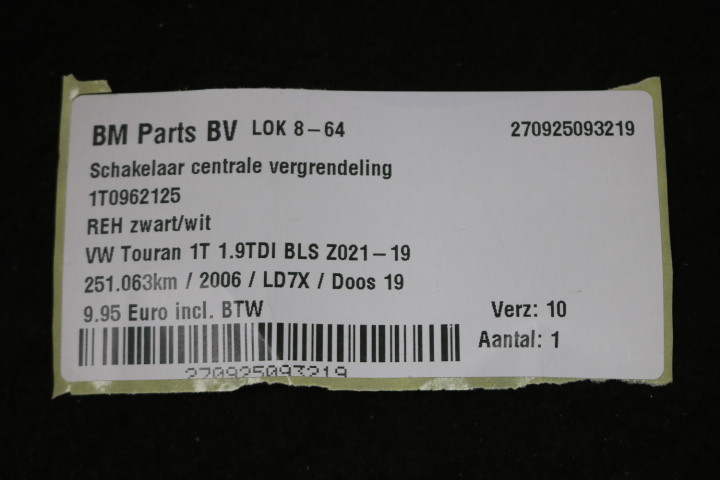 BM Parts BV LOK 8-64 270925093219
Schakelaar centrale vergrendeling
1T0962125
REH zwart/wit
VW Touran 1T 1.9TDI BLS Z021-19
251.063km / 2006 / LD7X / Doos 19
9.95 Euro incl. BTW Verz: 10
Aantal: 1
270925093219